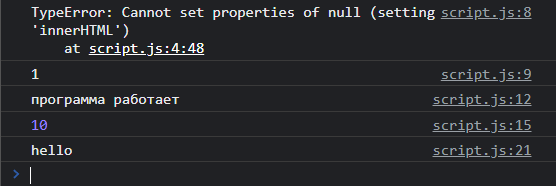 TypeError: Cannot set properties of null (setting script.js:8
'innerHTML')
at script.js:4:48
1 script.js:9
программа работает script.js:12
10 script.js:15
hello script.js:21
>